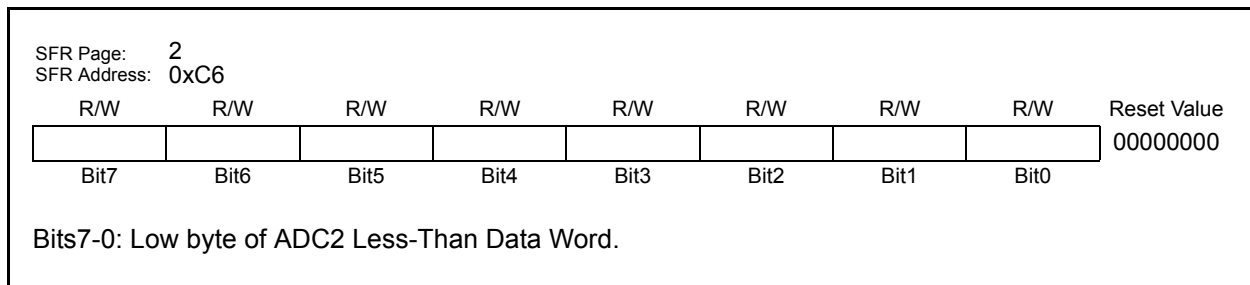 SFR Page: 2
SFR Address: 0xC6
R/W R/W R/W R/W R/W R/W R/W R/W Reset Value
00000000
Bit7 Bit6 Bit5 Bit4 Bit3 Bit2 Bit1 Bit0
Bits7-0: Low byte of ADC2 Less-Than Data Word.